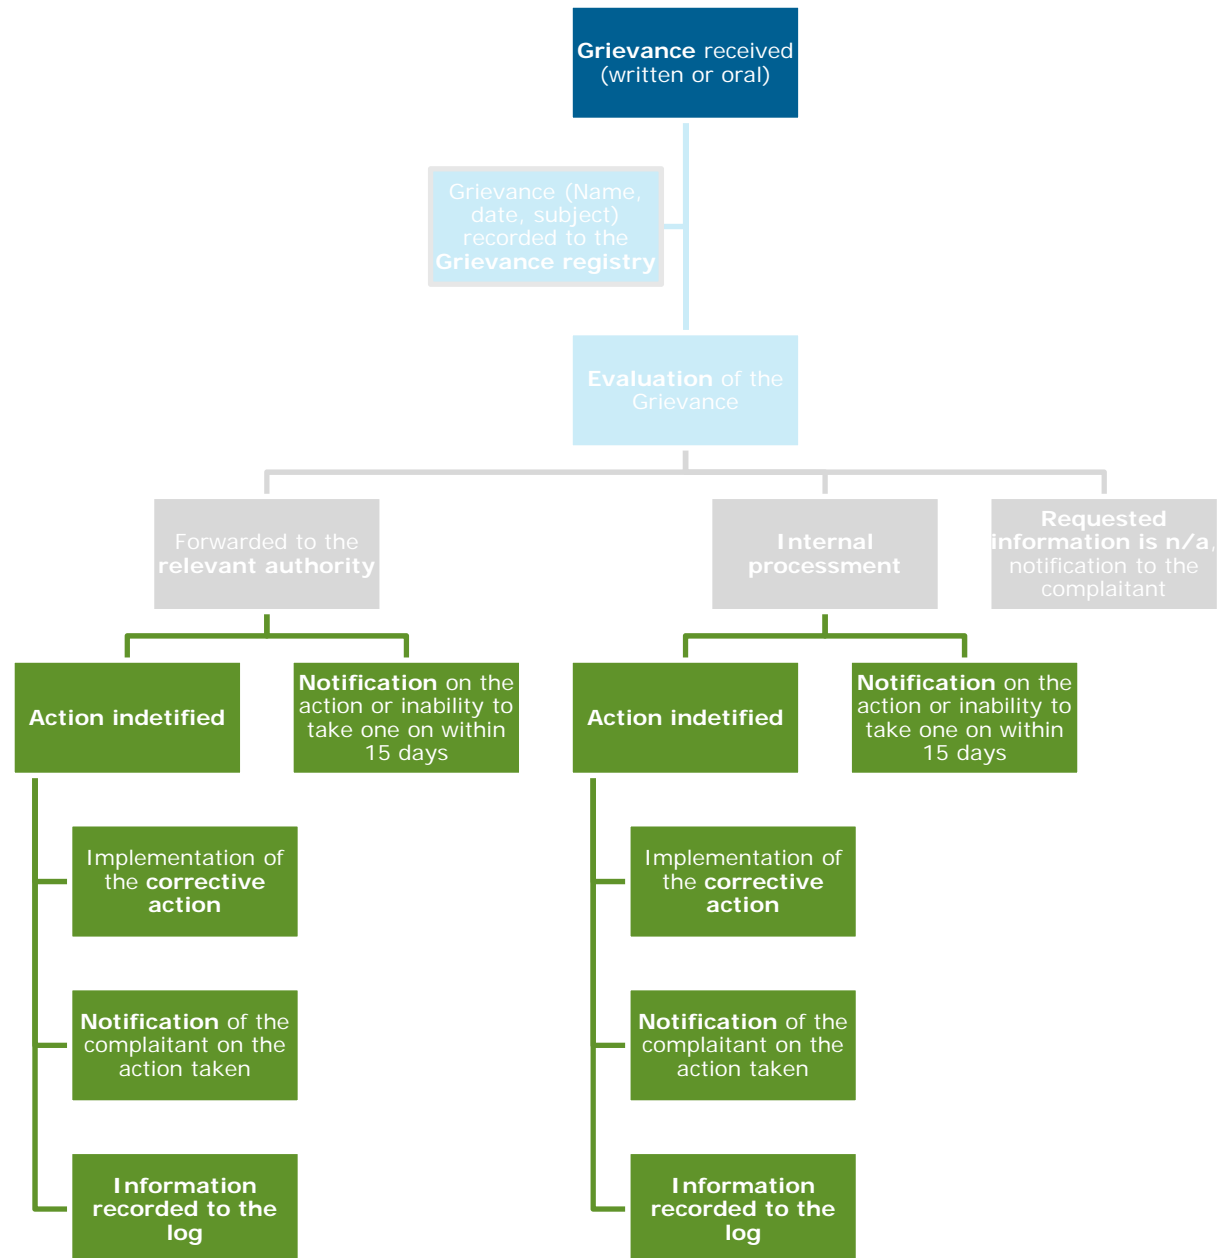 Grievance received
(written or oral)
Grievance (Name,
date, subject)
recorded to the
Grievance registry
Evaluation of the
Grievance
Forwarded to the
relevant authority
Internal
processment
Requested
information is n/a,
notification to the
complaitant
Action indetified
Notification on the
action or inability to
take one on within
15 days
Action indetified
Notification on the
action or inability to
take one on within
15 days
Implementation of
the corrective
action
Implementation of
the corrective
action
Notification of the
complaitant on the
action taken
Notification of the
complaitant on the
action taken
Information
recorded to the
log
Information
recorded to the
log